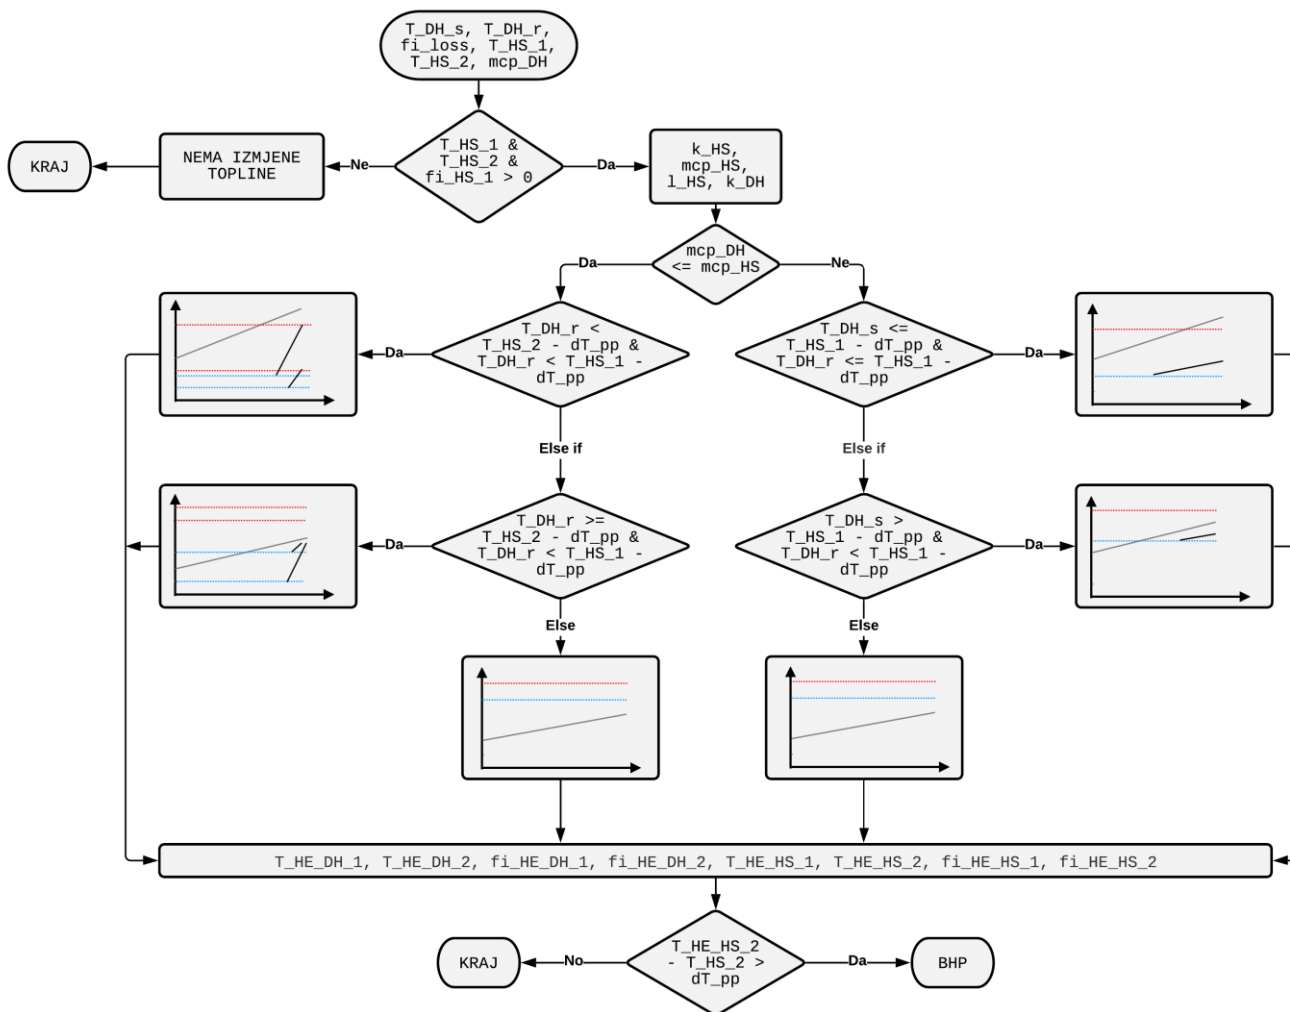 T_DH_s, T_DH_r,
fi_loss, T_HS_1,
T_HS_2, mcp_DH
T_HS_1 &
T_HS_2 &
fi_HS_1 > 0
Ne
NEMA IZMJENE
TOPLINE
KRAJ
Da
k_HS,
mcp_HS,
l_HS, k_DH
mcp_DH
<= mcp_HS
Da
Ne
T_DH_r <
T_HS_2 - dT_pp &
T_DH_r < T_HS_1 -
dT_pp
Da
T_DH_s <=
T_HS_1 - dT_pp &
T_DH_r <= T_HS_1 -
dT_pp
Da
Else if
Else if
T_DH_r >=
T_HS_2 - dT_pp &
T_DH_r < T_HS_1 -
dT_pp
Da
T_DH_s >
T_HS_1 - dT_pp &
T_DH_r < T_HS_1 -
dT_pp
Da
Else
Else
T_HE_DH_1, T_HE_DH_2, fi_HE_DH_1, fi_HE_DH_2, T_HE_HS_1, T_HE_HS_2, fi_HE_HS_1, fi_HE_HS_2
T_HE_HS_2
- T_HS_2 >
dT_pp
No
KRAJ
Da
BHP